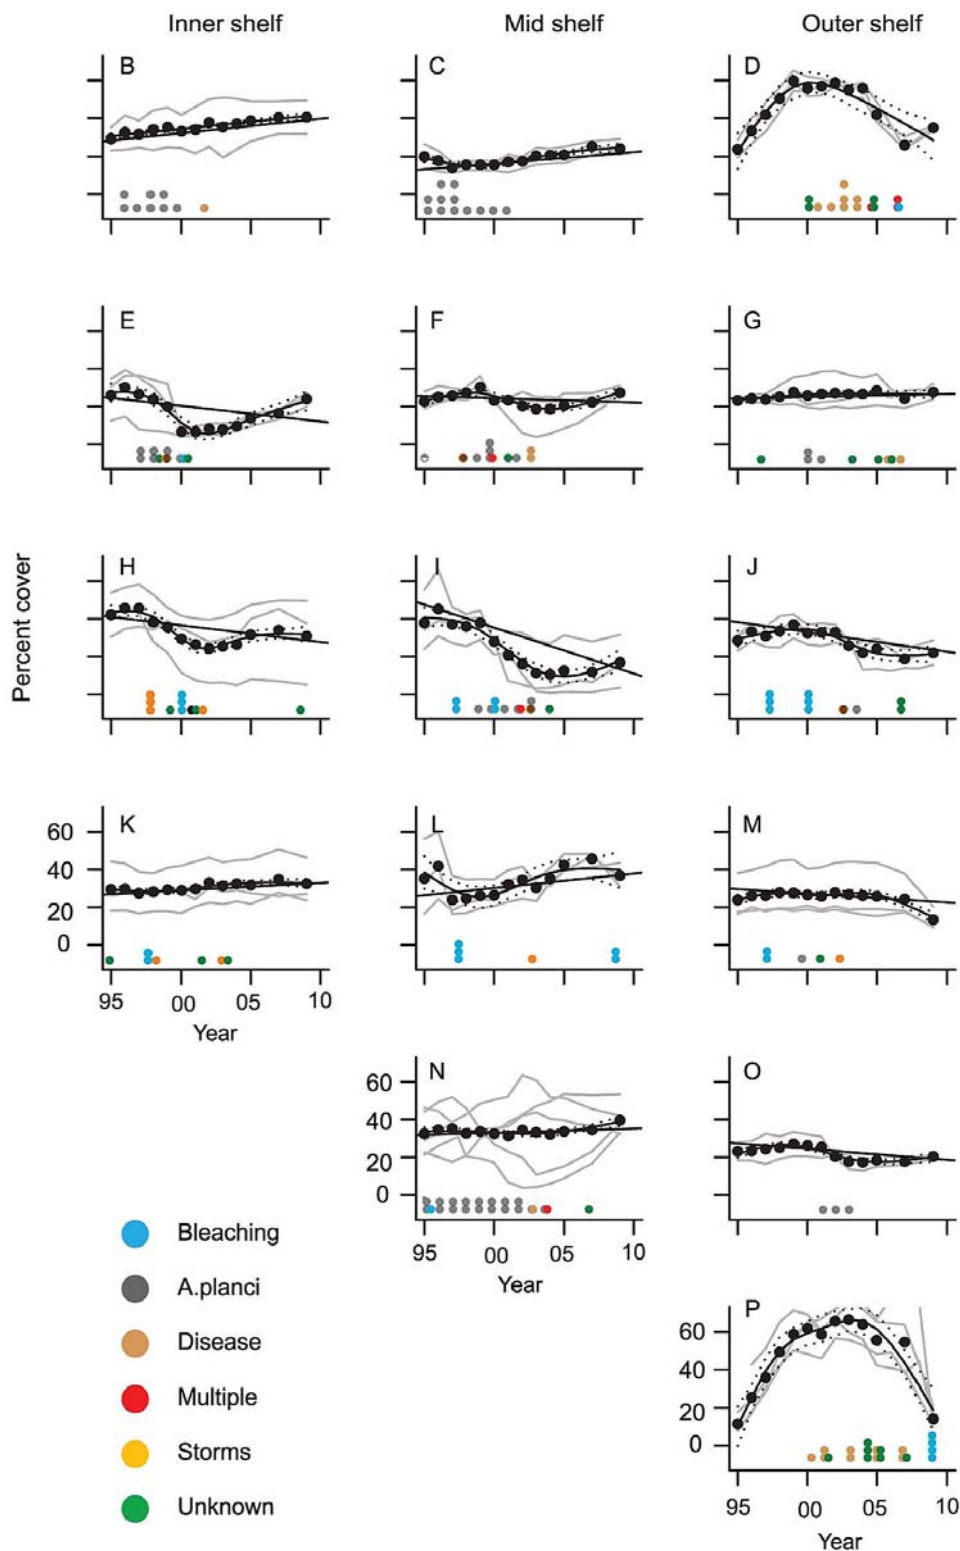 Inner shelf Mid shelf Outer shelf
B C D
E F G
Percent cover
H I J
K L M
60
40
20
0
95 00 05 10
Year
N O
60
40
20
0
95 00 05 10
Year
P
60
40
20
0
95 00 05 10
Year
Bleaching
A.planci
Disease
Multiple
Storms
Unknown